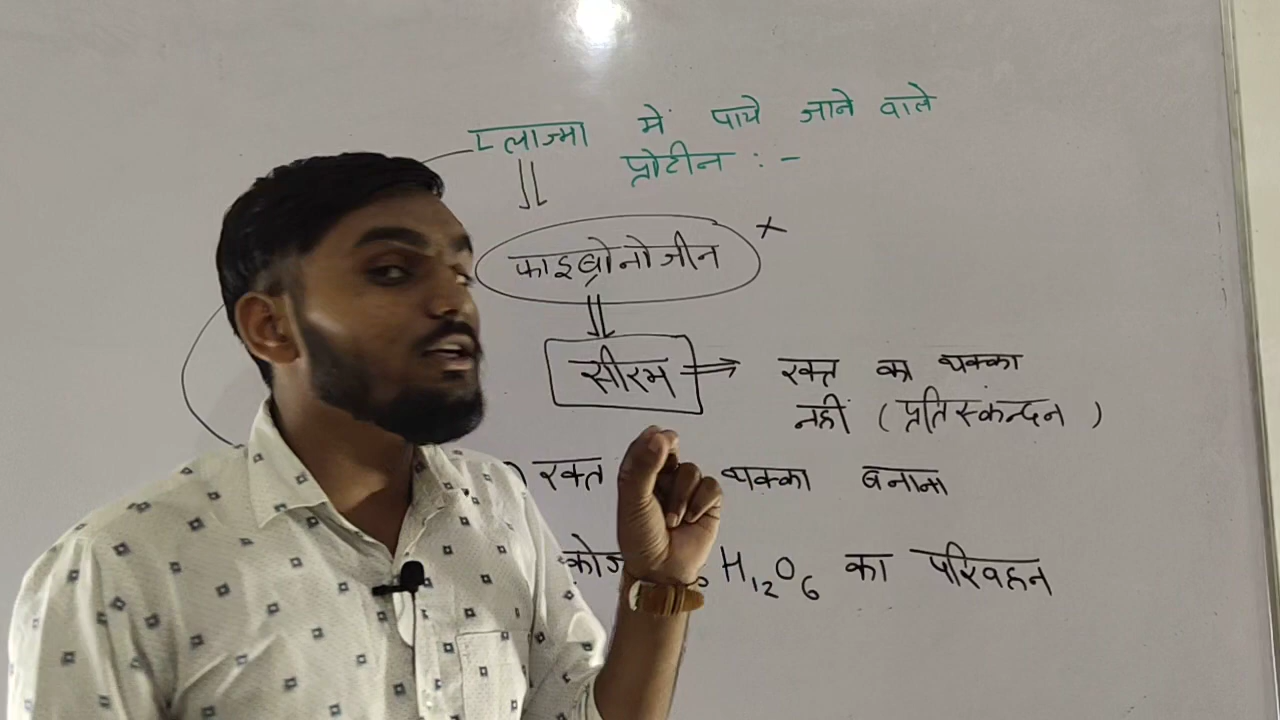 प्लाज्मा में पाये जाने वाले
प्रोटीन :-
फाइब्रोनोजीन +
सीरम ⇒ रक्त का थक्का
नहीं (प्रतिस्कन्दन)
रक्त थक्का बनाना
H₁₂O₆ का परिवहन